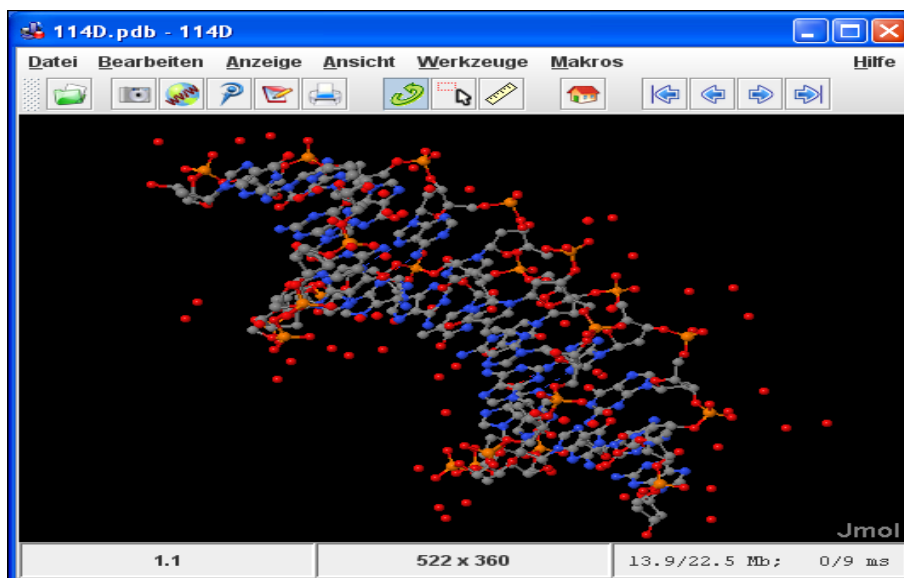 114D.pdb - 114D
Datei Bearbeiten Anzeige Ansicht Werkzeuge Makros Hilfe
WWW
Jmol
1.1 522 x 360 13.9/22.5 Mb; 0/9 ms